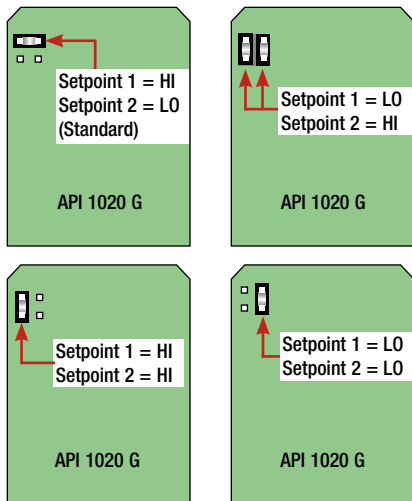 Setpoint 1 = HI
Setpoint 2 = LO
(Standard)
API 1020 G
Setpoint 1 = LO
Setpoint 2 = HI
API 1020 G
Setpoint 1 = HI
Setpoint 2 = HI
API 1020 G
Setpoint 1 = LO
Setpoint 2 = LO
API 1020 G